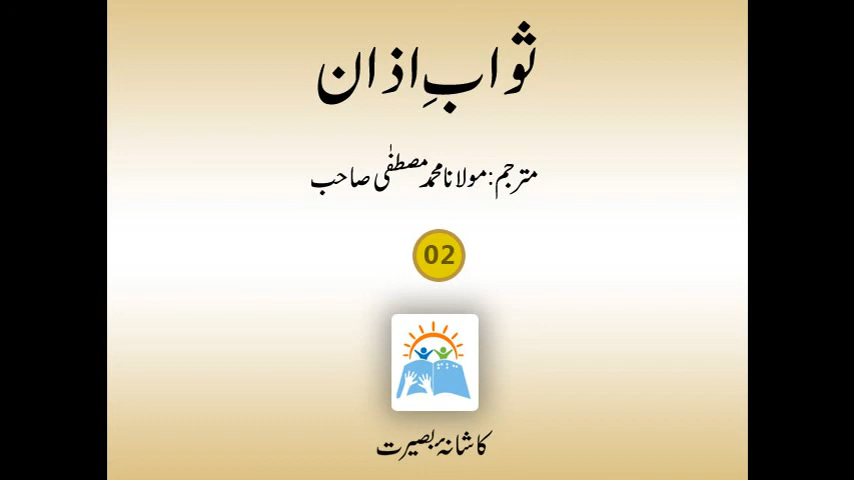 ثوابِ اذان
مترجم: مولانا محمد مصطفٰی صاحب
02
کاشانۂ بصیرت